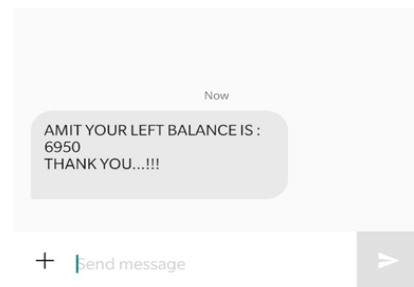 Now
AMIT YOUR LEFT BALANCE IS :
6950
THANK YOU...!!!
Send message